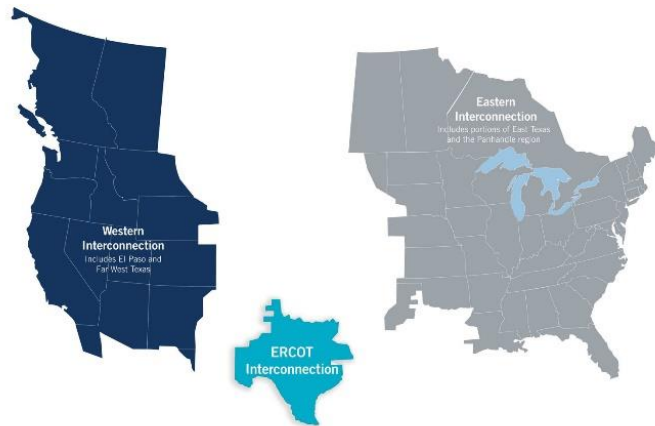 Western
Interconnection
Includes El Paso and
Far West Texas
Eastern
Interconnection
Includes portions of East Texas
and the Panhandle region
ERCOT
Interconnection